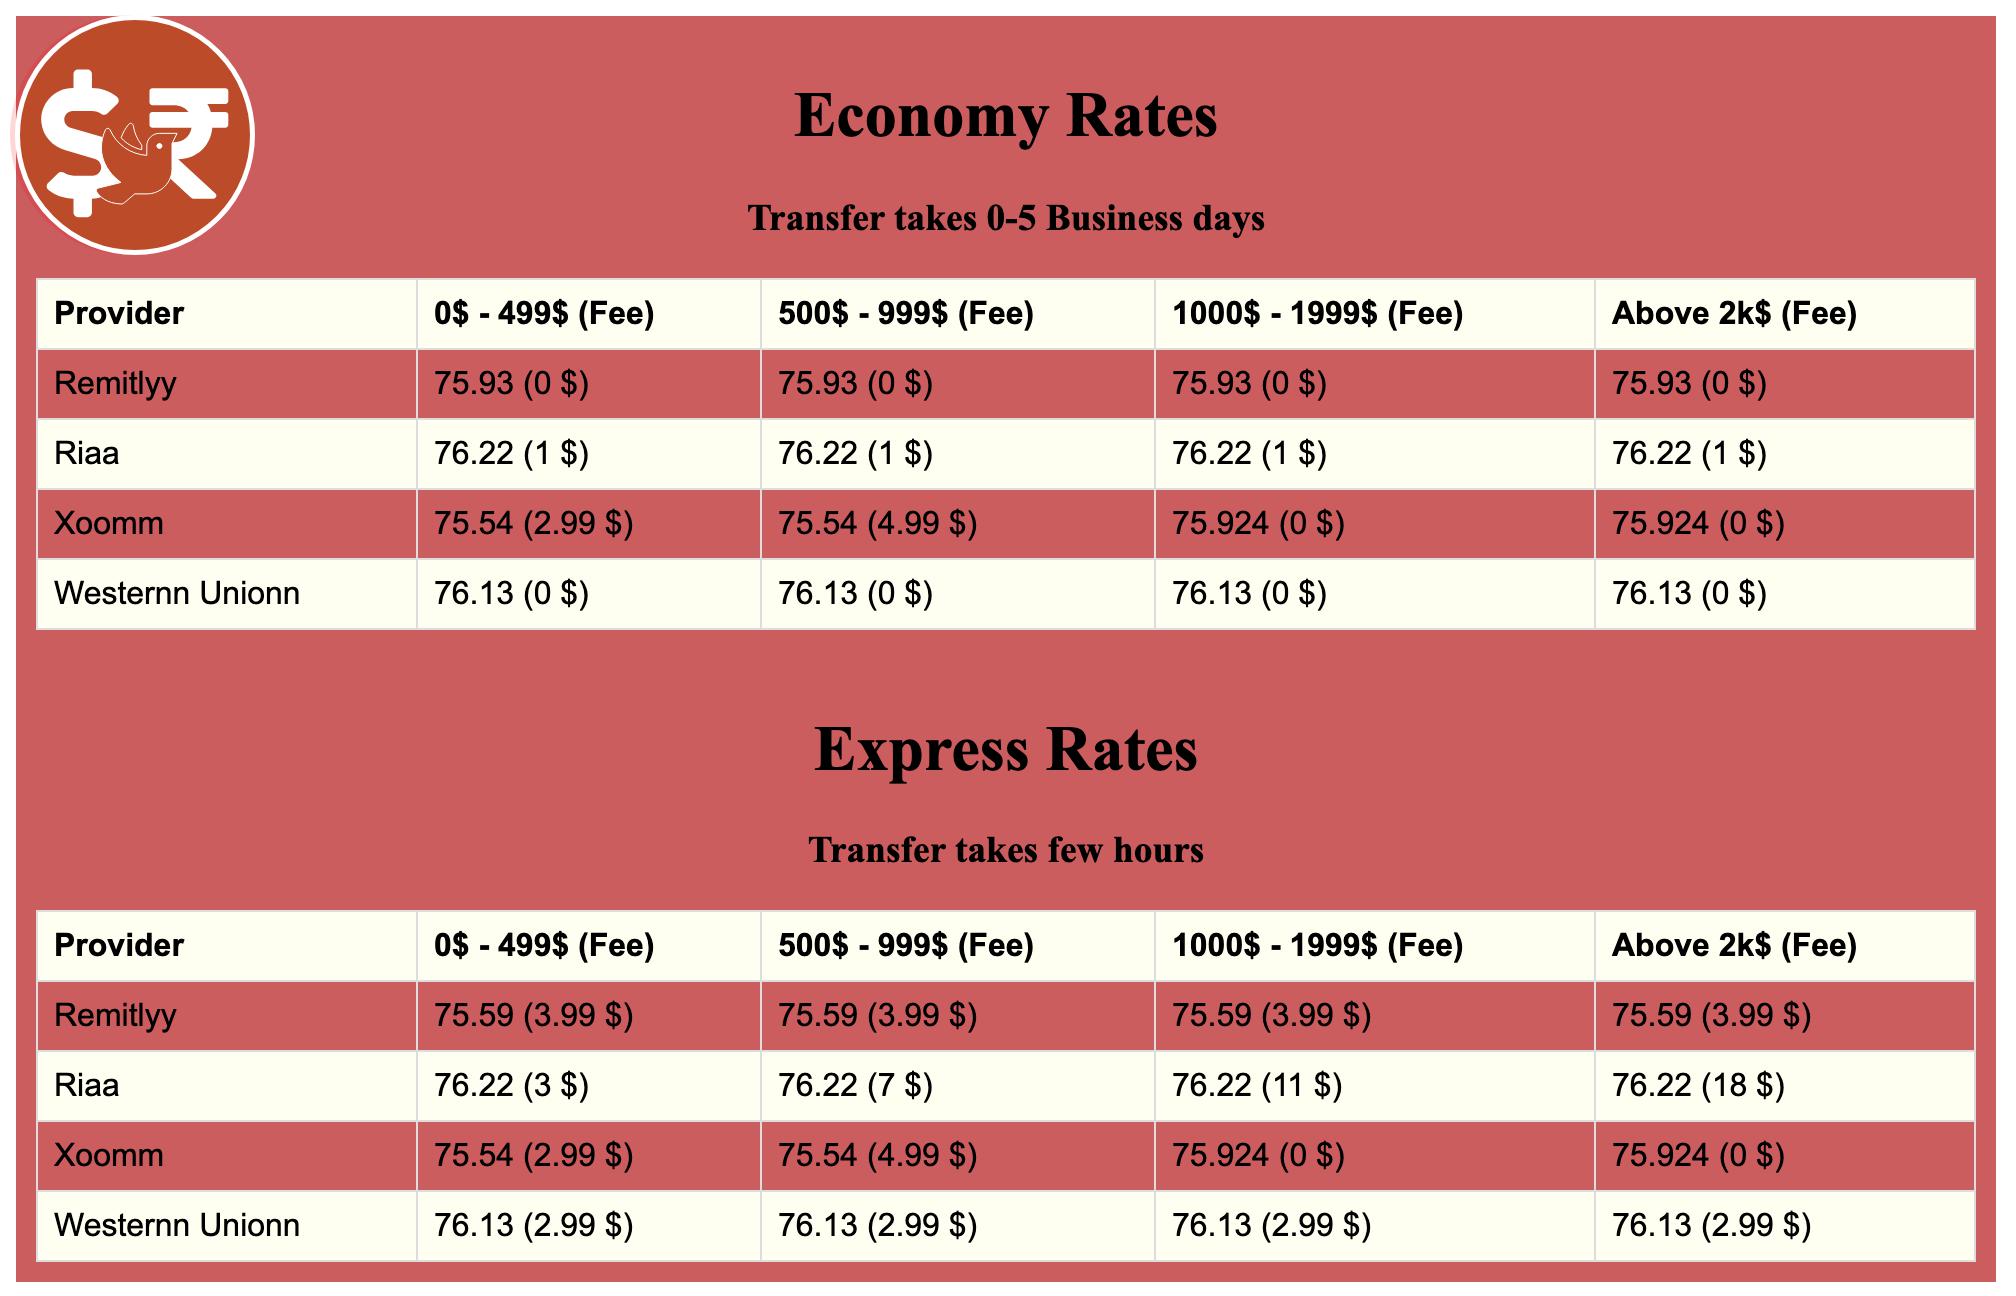 Economy Rates
Transfer takes 0-5 Business days
Provider 0$ - 499$ (Fee) 500$ - 999$ (Fee) 1000$ - 1999$ (Fee) Above 2k$ (Fee)
Remitlyy 75.93 (0 $) 75.93 (0 $) 75.93 (0 $) 75.93 (0 $)
Riaa 76.22 (1 $) 76.22 (1 $) 76.22 (1 $) 76.22 (1 $)
Xoomm 75.54 (2.99 $) 75.54 (4.99 $) 75.924 (0 $) 75.924 (0 $)
Westernn Unionn 76.13 (0 $) 76.13 (0 $) 76.13 (0 $) 76.13 (0 $)
Express Rates
Transfer takes few hours
Provider 0$ - 499$ (Fee) 500$ - 999$ (Fee) 1000$ - 1999$ (Fee) Above 2k$ (Fee)
Remitlyy 75.59 (3.99 $) 75.59 (3.99 $) 75.59 (3.99 $) 75.59 (3.99 $)
Riaa 76.22 (3 $) 76.22 (7 $) 76.22 (11 $) 76.22 (18 $)
Xoomm 75.54 (2.99 $) 75.54 (4.99 $) 75.924 (0 $) 75.924 (0 $)
Westernn Unionn 76.13 (2.99 $) 76.13 (2.99 $) 76.13 (2.99 $) 76.13 (2.99 $)